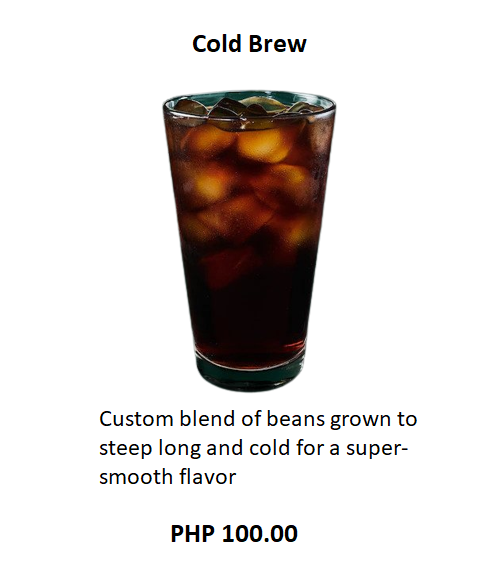 Cold Brew
Custom blend of beans grown to
steep long and cold for a super-
smooth flavor
PHP 100.00